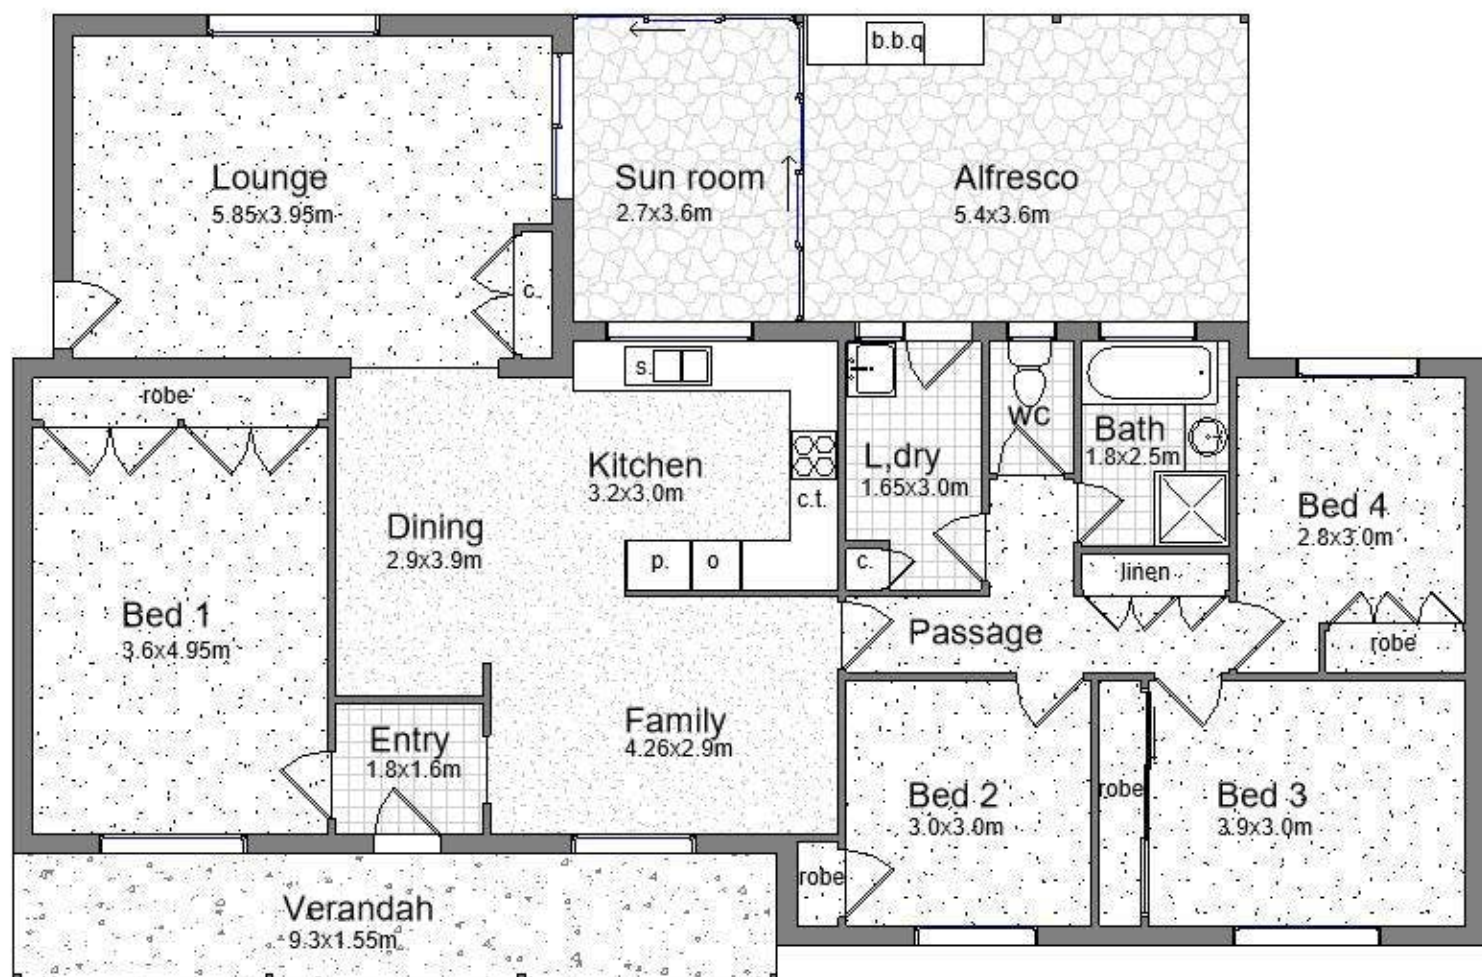 b.b.q
Lounge
5.85x3.95m
Sun room
2.7x3.6m
Alfresco
5.4x3.6m
c.
robe
s.
WC
Bath
1.8x2.5m
Kitchen
3.2x3.0m
L,dry
1.65x3.0m
c.t.
Bed 4
2.8x3.0m
Dining
2.9x3.9m
p.
o
c.
linen
Bed 1
3.6x4.95m
Passage
robe
Family
4.26x2.9m
Entry
1.8x1.6m
Bed 2
3.0x3.0m
robe
Bed 3
3.9x3.0m
robe
Verandah
9.3x1.55m